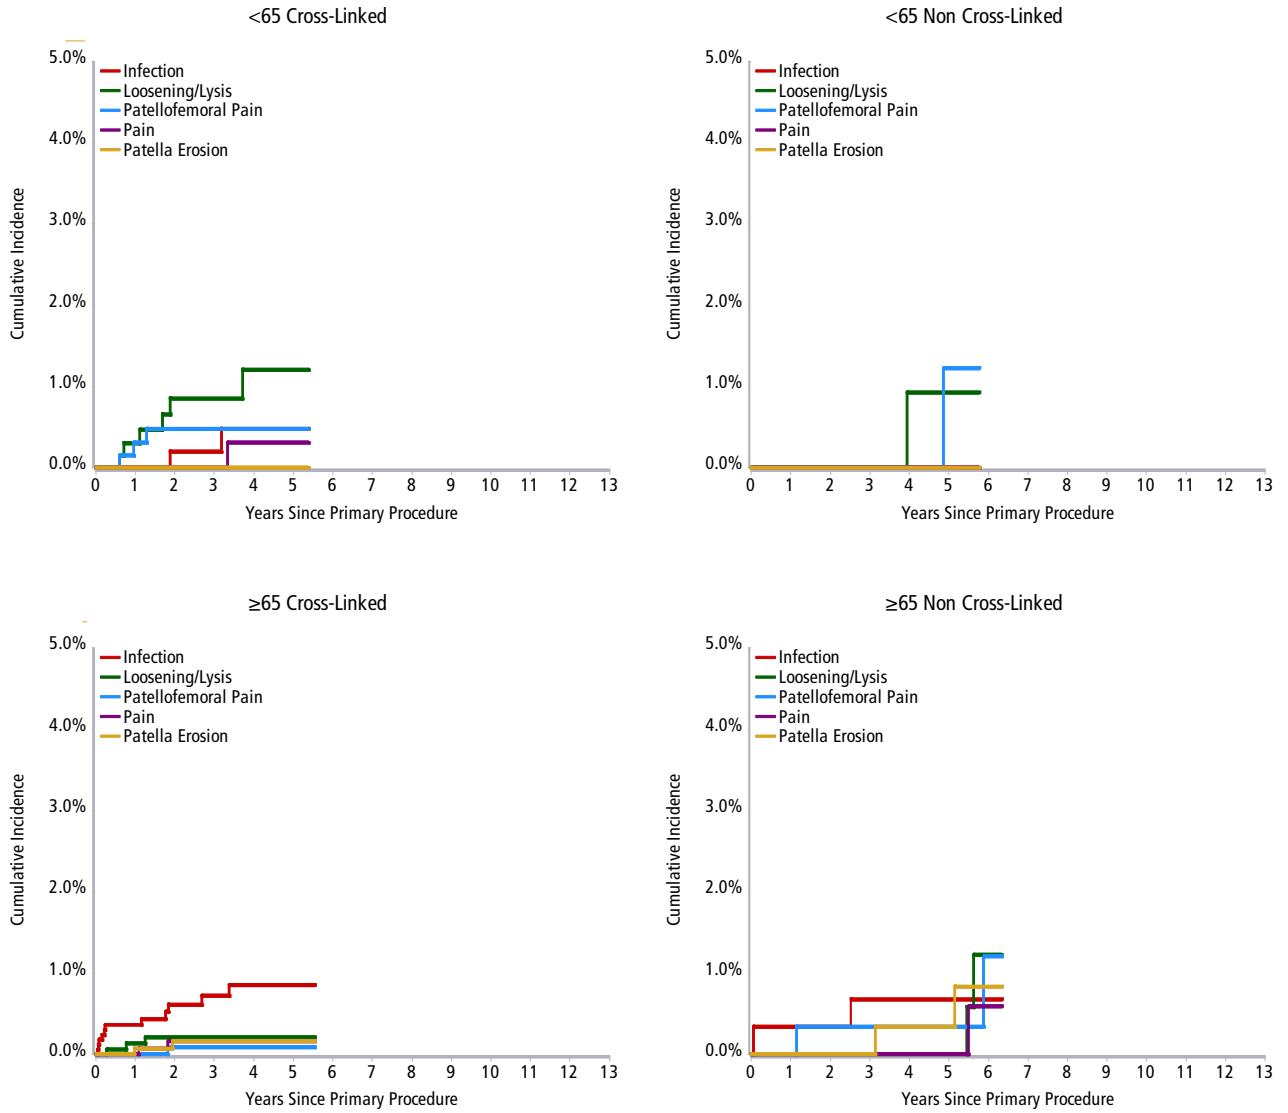 <65 Cross-Linked
5.0%
4.0%
3.0%
2.0%
1.0%
0.0%
Cumulative Incidence
Infection
Loosening/Lysis
Patellofemoral Pain
Pain
Patella Erosion
0 1 2 3 4 5 6 7 8 9 10 11 12 13
Years Since Primary Procedure
<65 Non Cross-Linked
5.0%
4.0%
3.0%
2.0%
1.0%
0.0%
Cumulative Incidence
Infection
Loosening/Lysis
Patellofemoral Pain
Pain
Patella Erosion
0 1 2 3 4 5 6 7 8 9 10 11 12 13
Years Since Primary Procedure
≥65 Cross-Linked
5.0%
4.0%
3.0%
2.0%
1.0%
0.0%
Cumulative Incidence
Infection
Loosening/Lysis
Patellofemoral Pain
Pain
Patella Erosion
0 1 2 3 4 5 6 7 8 9 10 11 12 13
Years Since Primary Procedure
≥65 Non Cross-Linked
5.0%
4.0%
3.0%
2.0%
1.0%
0.0%
Cumulative Incidence
Infection
Loosening/Lysis
Patellofemoral Pain
Pain
Patella Erosion
0 1 2 3 4 5 6 7 8 9 10 11 12 13
Years Since Primary Procedure